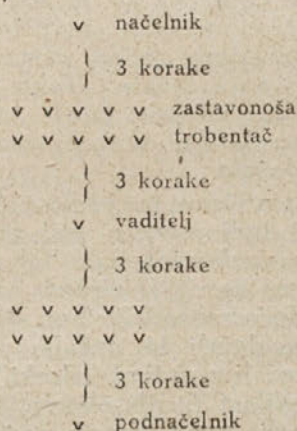 v načelnik
3 korake
v v v v v zastavonoša
v v v v v trobentač
3 korake
v vaditelj
3 korake
v v v v v
v v v v v
3 korake
v podnačelnik